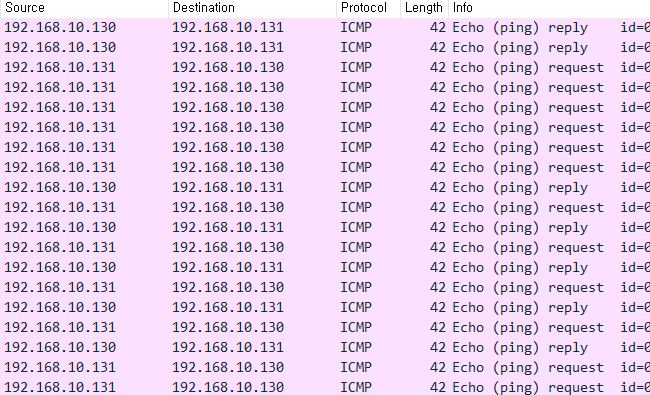 Source Destination Protocol Length Info
192.168.10.130 192.168.10.131 ICMP 42 Echo (ping) reply id=0
192.168.10.130 192.168.10.131 ICMP 42 Echo (ping) reply id=0
192.168.10.131 192.168.10.130 ICMP 42 Echo (ping) request id=0
192.168.10.131 192.168.10.130 ICMP 42 Echo (ping) request id=0
192.168.10.131 192.168.10.130 ICMP 42 Echo (ping) request id=0
192.168.10.131 192.168.10.130 ICMP 42 Echo (ping) request id=0
192.168.10.131 192.168.10.130 ICMP 42 Echo (ping) request id=0
192.168.10.131 192.168.10.130 ICMP 42 Echo (ping) request id=0
192.168.10.130 192.168.10.131 ICMP 42 Echo (ping) reply id=0
192.168.10.131 192.168.10.130 ICMP 42 Echo (ping) request id=0
192.168.10.130 192.168.10.131 ICMP 42 Echo (ping) reply id=0
192.168.10.131 192.168.10.130 ICMP 42 Echo (ping) request id=0
192.168.10.130 192.168.10.131 ICMP 42 Echo (ping) reply id=0
192.168.10.131 192.168.10.130 ICMP 42 Echo (ping) request id=0
192.168.10.130 192.168.10.131 ICMP 42 Echo (ping) reply id=0
192.168.10.131 192.168.10.130 ICMP 42 Echo (ping) request id=0
192.168.10.130 192.168.10.131 ICMP 42 Echo (ping) reply id=0
192.168.10.131 192.168.10.130 ICMP 42 Echo (ping) request id=0
192.168.10.131 192.168.10.130 ICMP 42 Echo (ping) request id=0